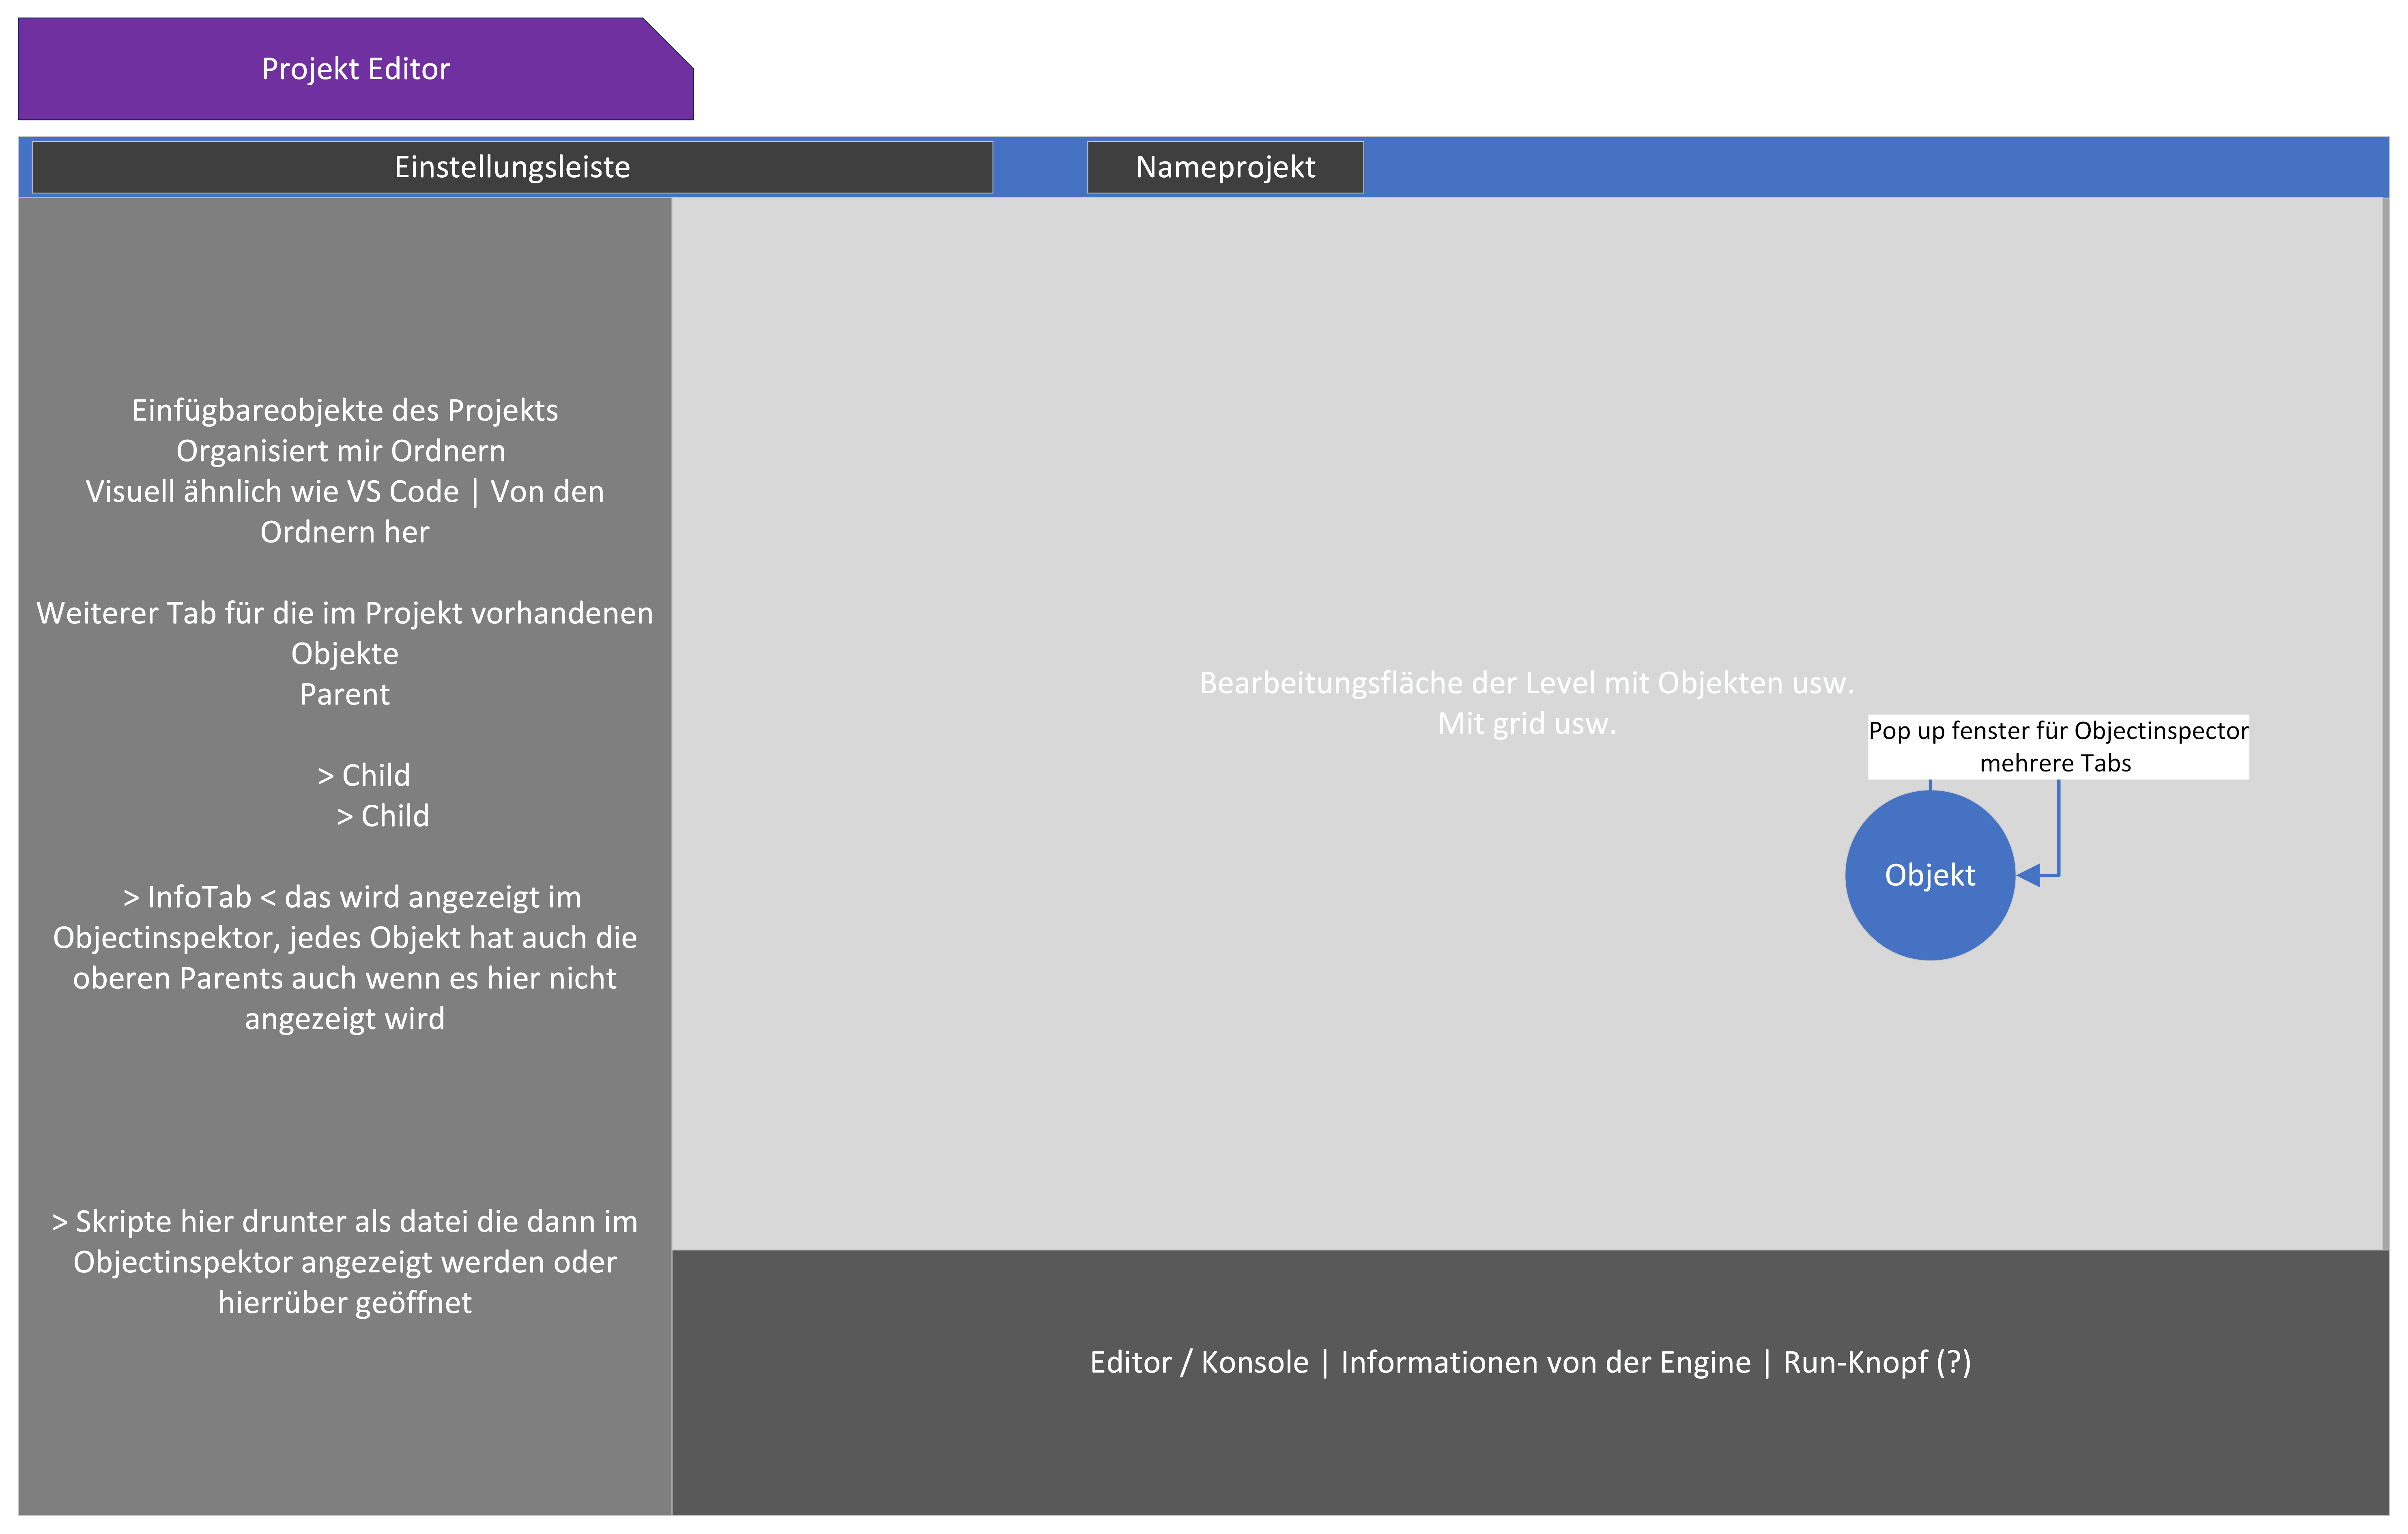 Projekt Editor
Einstellungsleiste
Nameprojekt
Einfügbareobjekte des Projekts
Organisiert mir Ordnern
Visuell ähnlich wie VS Code | Von den
Ordnern her
Weiterer Tab für die im Projekt vorhandenen
Objekte
Parent
> Child
> Child
> InfoTab < das wird angezeigt im
Objectinspektor, jedes Objekt hat auch die
oberen Parents auch wenn es hier nicht
angezeigt wird
> Skripte hier drunter als datei die dann im
Objectinspektor angezeigt werden oder
hierrüber geöffnet
Bearbeitungsfläche der Level mit Objekten usw.
Mit grid usw.
Pop up fenster für Objectinspector
mehrere Tabs
Objekt
Editor / Konsole | Informationen von der Engine | Run-Knopf (?)